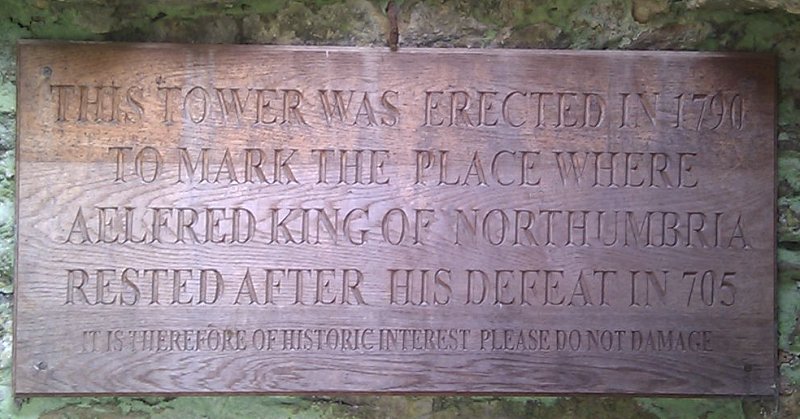 THIS TOWER WAS ERECTED IN 1790
TO MARK THE PLACE WHERE
AELFRED KING OF NORTHUMBRIA
RESTED AFTER HIS DEFEAT IN 705
IT IS THEREFORE OF HISTORIC INTEREST PLEASE DO NOT DAMAGE